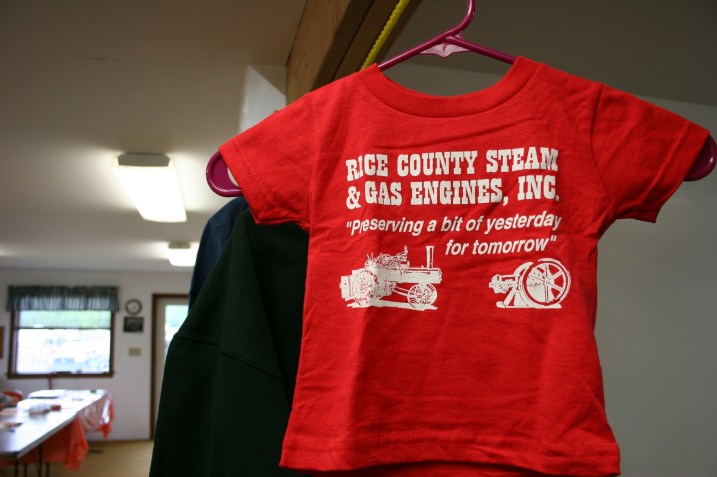 RICE COUNTY STEAM
& GAS ENGINES, INC.
"Preserving a bit of yesterday
for tomorrow"